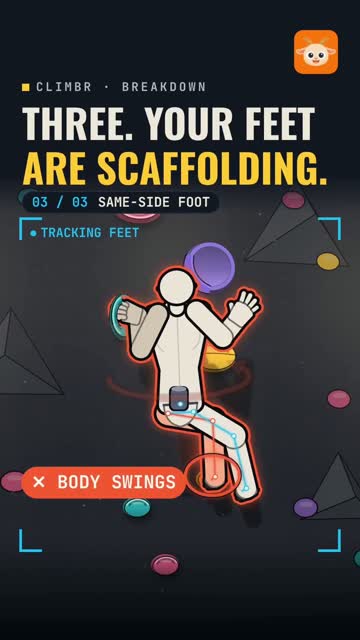 CLIMBR · BREAKDOWN
THREE. YOUR FEET
ARE SCAFFOLDING.
03 / 03 SAME-SIDE FOOT
TRACKING FEET
× BODY SWINGS